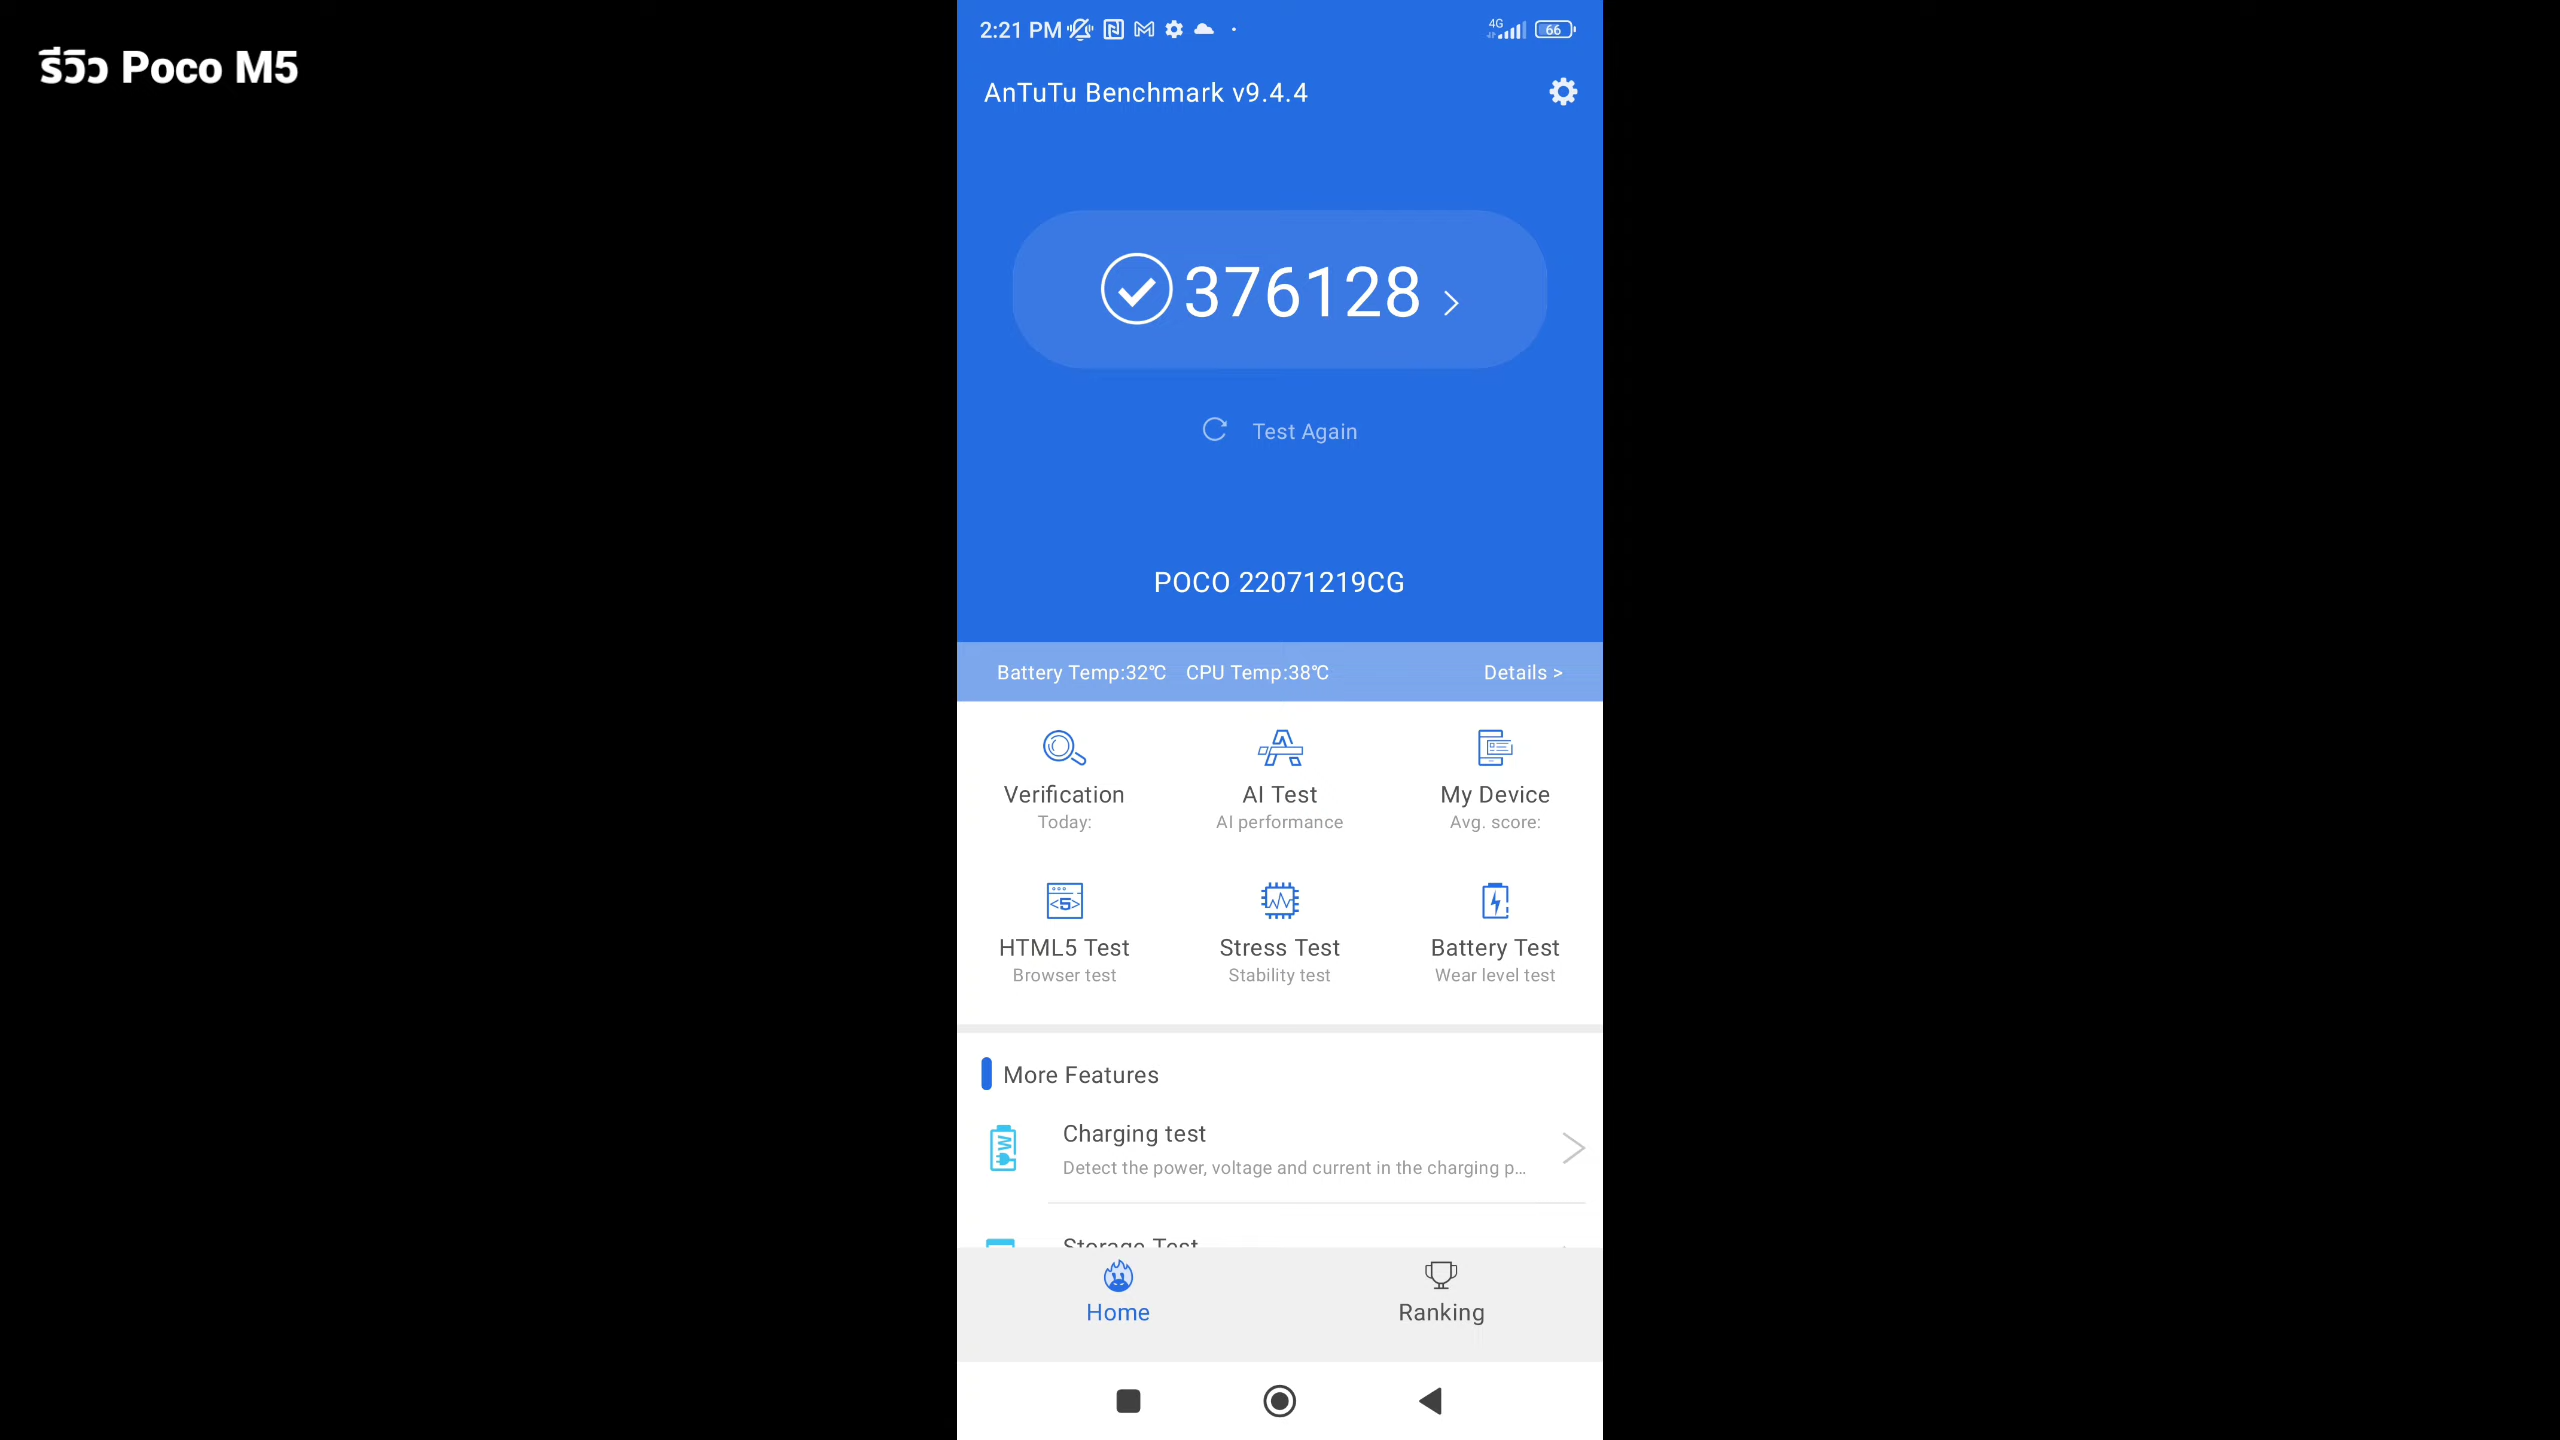 รีวิว Poco M5
2:21 PM
4G
66
AnTuTu Benchmark v9.4.4
376128
Test Again
POCO 22071219CG
Battery Temp:32℃ CPU Temp:38℃ Details >
Verification
Today:
AI Test
AI performance
My Device
Avg. score:
HTML5 Test
Browser test
Stress Test
Stability test
Battery Test
Wear level test
More Features
Charging test
Detect the power, voltage and current in the charging p...
Storage Test
Home
Ranking